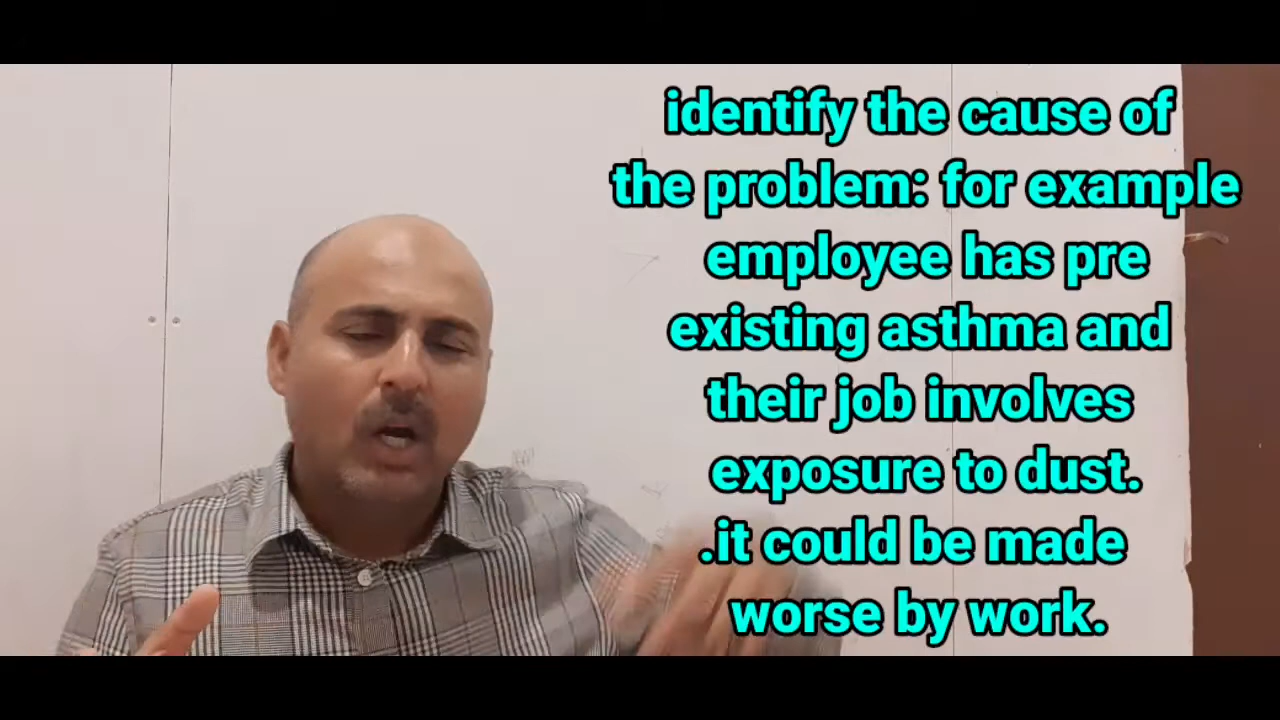 identify the cause of
the problem: for example
employee has pre
existing asthma and
their job involves
exposure to dust.
.it could be made
worse by work.